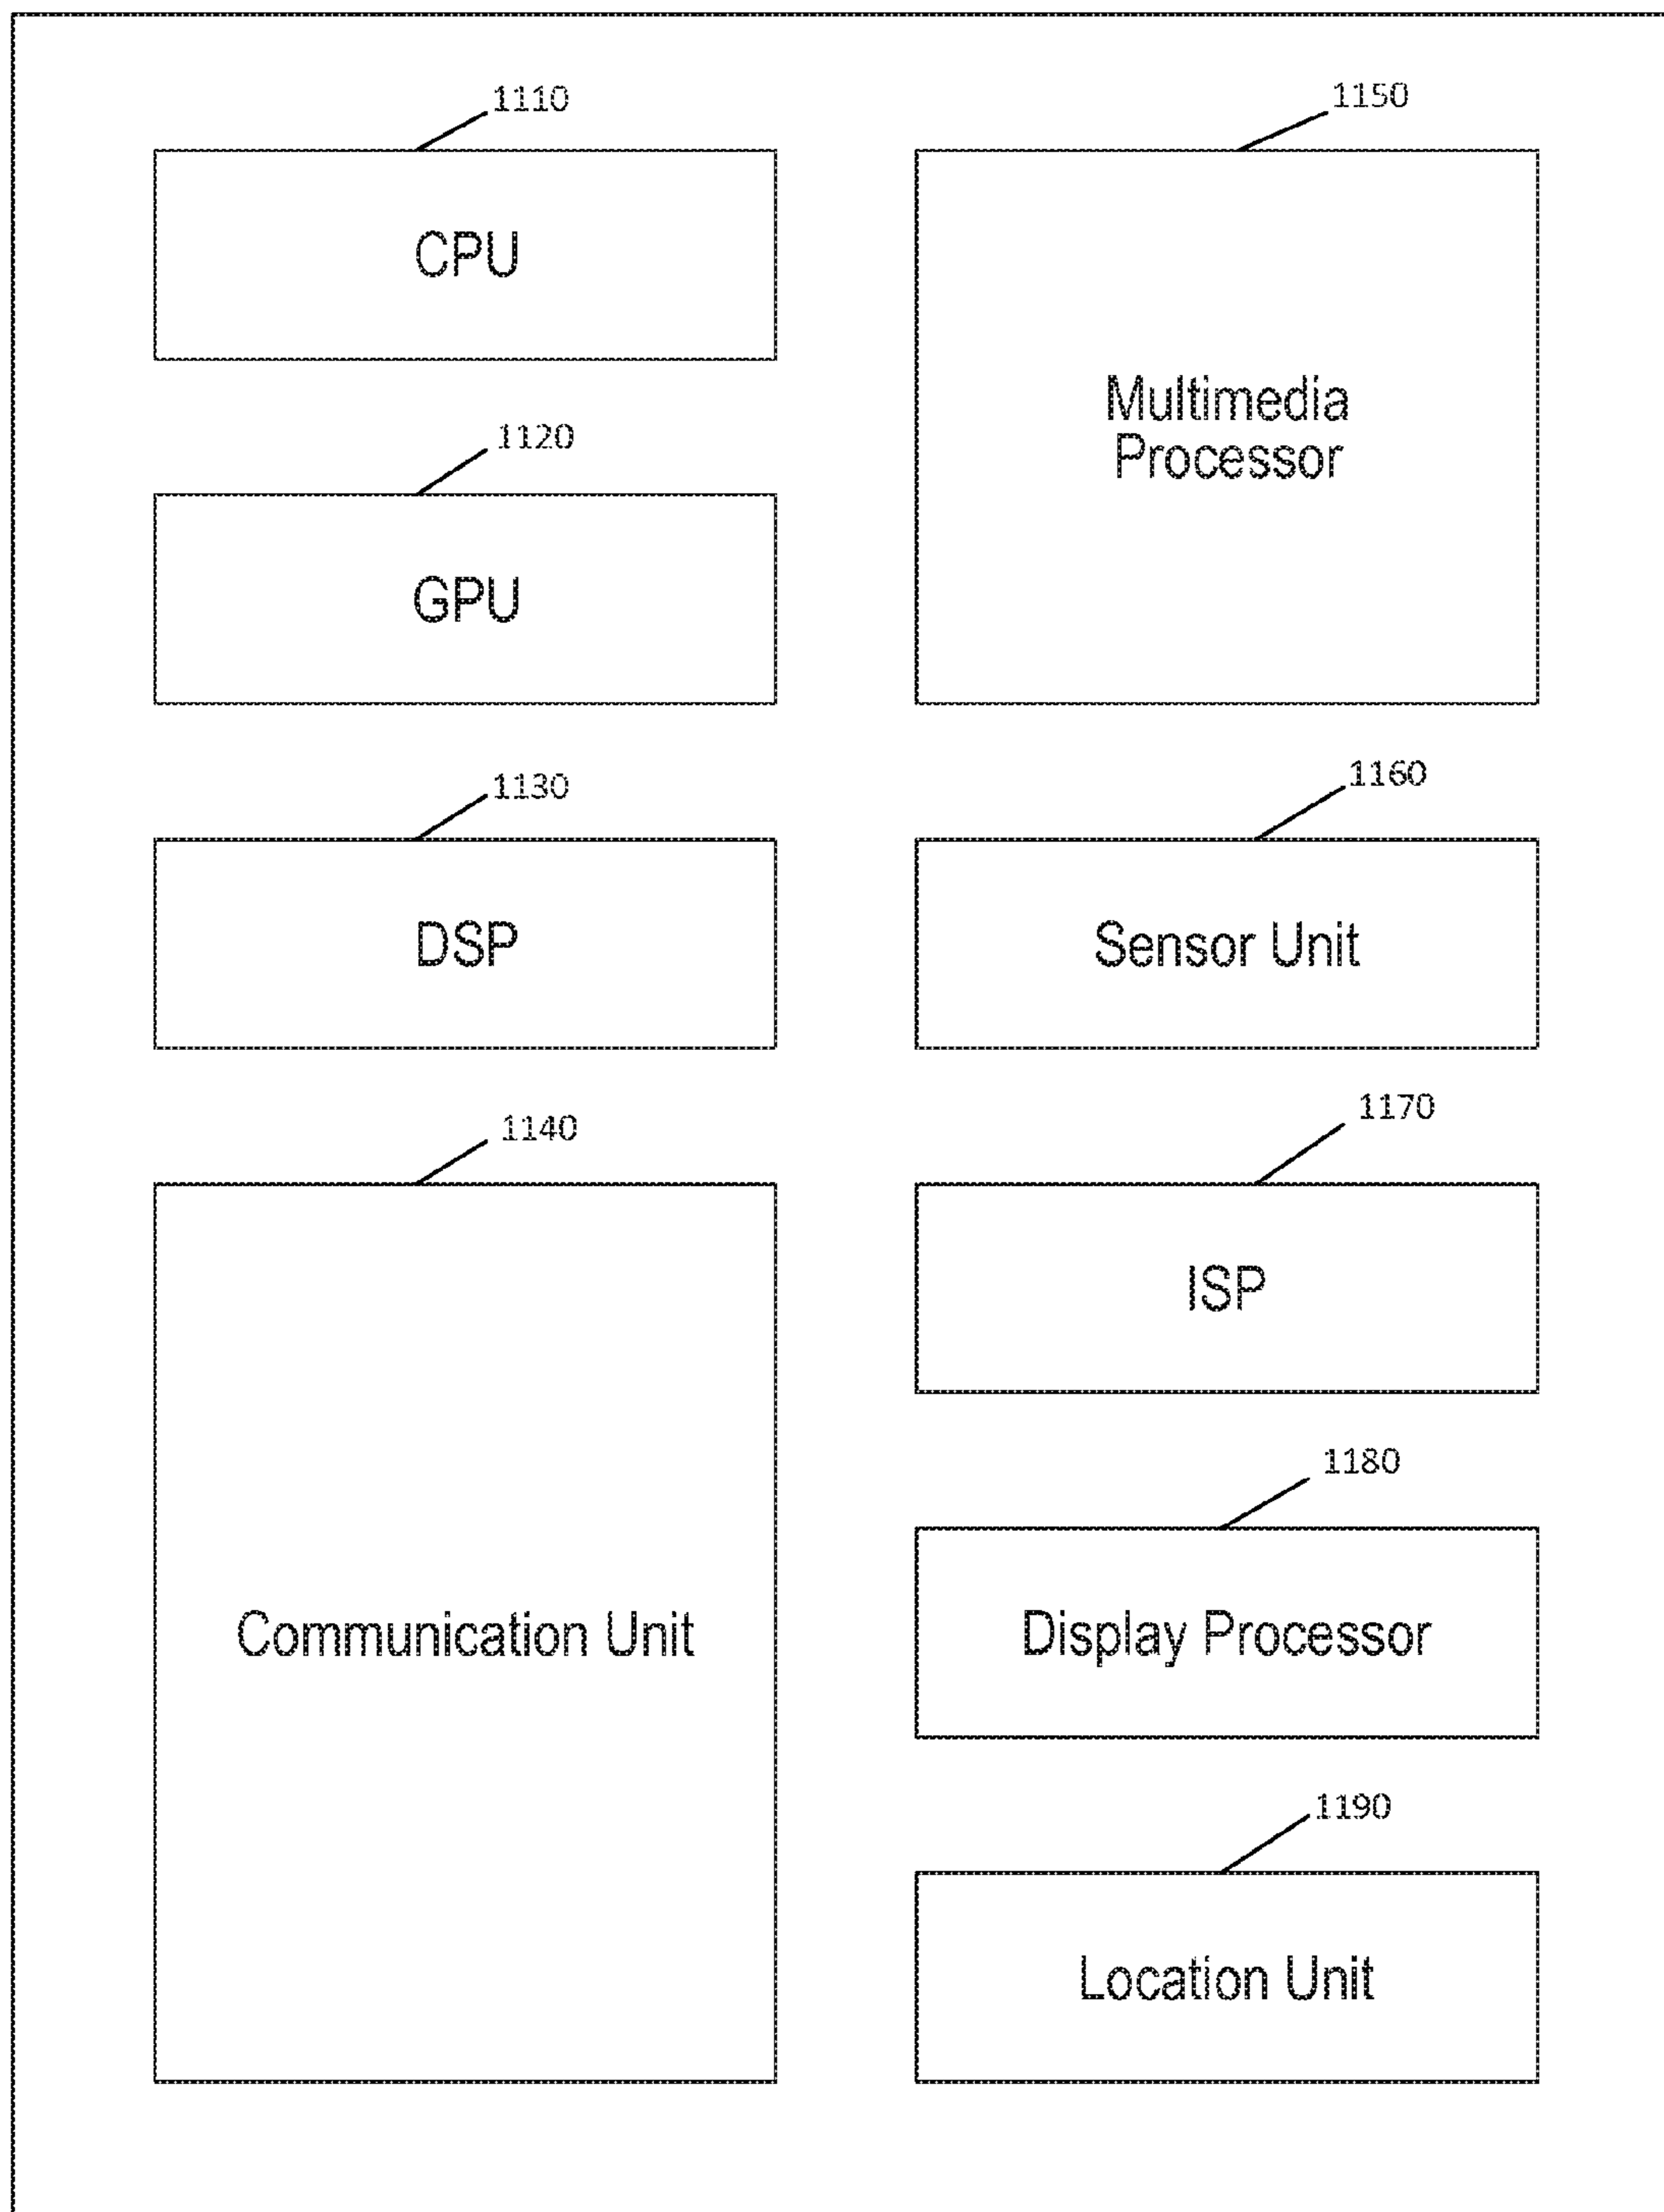 1110
CPU
1120
GPU
1130
DSP
1140
Communication Unit
1150
Multimedia
Processor
1160
Sensor Unit
1170
ISP
1180
Display Processor
1190
Location Unit